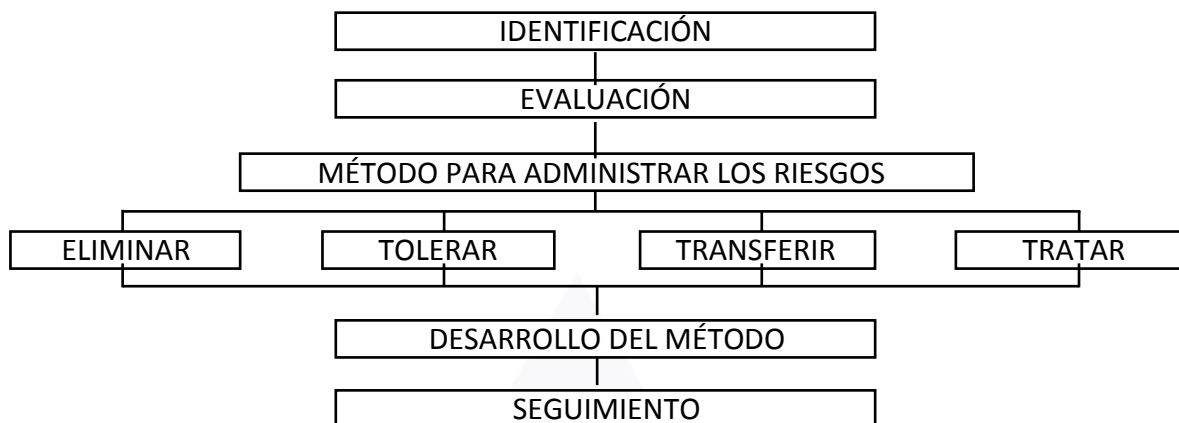 IDENTIFICACIÓN
EVALUACIÓN
MÉTODO PARA ADMINISTRAR LOS RIESGOS
ELIMINAR
TOLERAR
TRANSFERIR
TRATAR
DESARROLLO DEL MÉTODO
SEGUIMIENTO